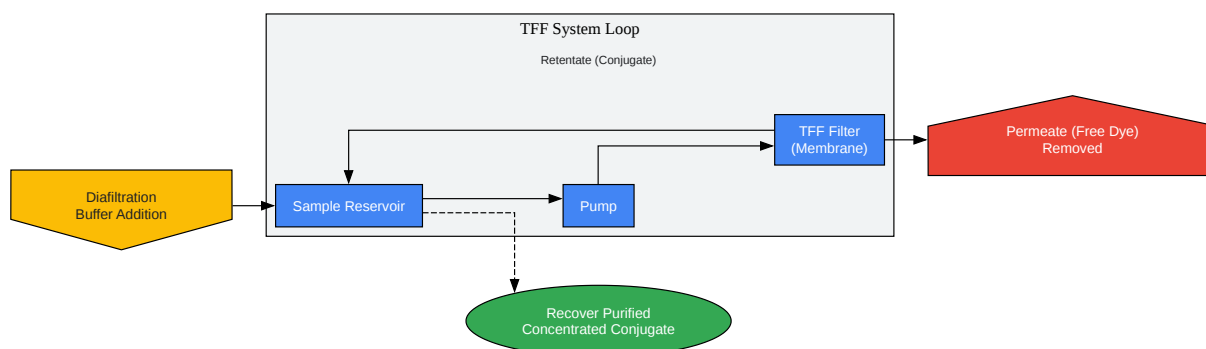 TFF System Loop
Retentate (Conjugate)
TFF Filter
(Membrane)
Permeate (Free Dye)
Removed
Diafiltration
Buffer Addition
Sample Reservoir
Pump
Recover Purified
Concentrated Conjugate